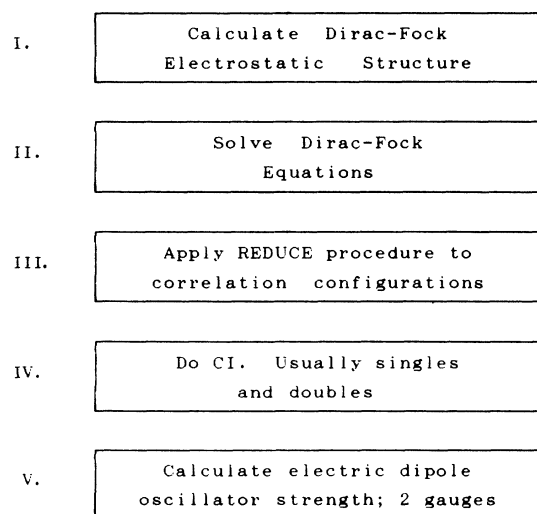 I. Calculate Dirac-Fock
Electrostatic Structure
II. Solve Dirac-Fock
Equations
III. Apply REDUCE procedure to
correlation configurations
IV. Do CI. Usually singles
and doubles
V. Calculate electric dipole
oscillator strength; 2 gauges